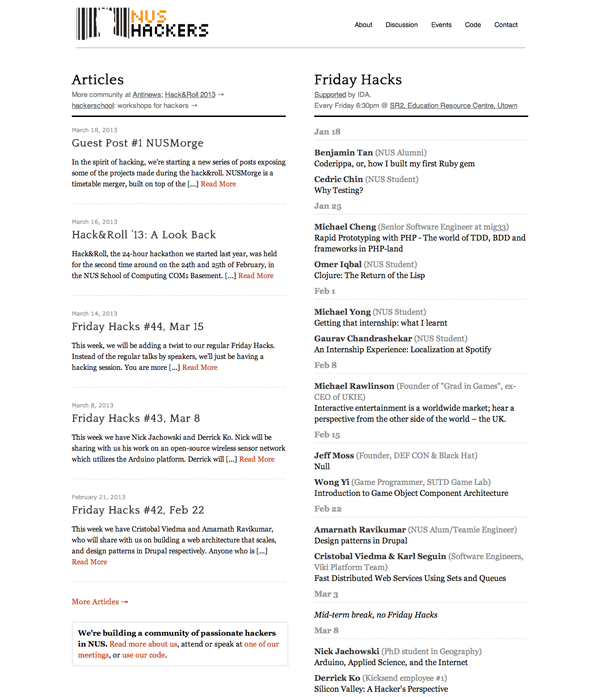 NUS
HACKERS
About Discussion Events Code Contact
Articles
More community at Antinews; Hack&Roll 2013 →
hackerschool: workshops for hackers →
March 18, 2013
Guest Post #1 NUSMorge
In the spirit of hacking, we're starting a new series of posts exposing
some of the projects made during the hack&roll. NUSMorge is a
timetable merger, built on top of the [...] Read More
March 16, 2013
Hack&Roll '13: A Look Back
Hack&Roll, the 24-hour hackathon we started last year, was held
for the second time around on the 24th and 25th of February, in
the NUS School of Computing COM1 Basement. [...] Read More
March 14, 2013
Friday Hacks #44, Mar 15
This week, we will be adding a twist to our regular Friday Hacks.
Instead of the regular talks by speakers, we'll just be having a
hacking session. You are more [...] Read More
March 8, 2013
Friday Hacks #43, Mar 8
This week we have Nick Jachowski and Derrick Ko. Nick will be
sharing with us his work on an open-source wireless sensor network
which utilizes the Arduino platform. Derrick will [...] Read More
February 21, 2013
Friday Hacks #42, Feb 22
This week we have Cristobal Viedma and Amarnath Ravikumar,
who will share with us on building a web architecture that scales,
and design patterns in Drupal respectively. Anyone who is [...]
Read More
More Articles →
We're building a community of passionate hackers
in NUS. Read more about us, attend or speak at one of our
meetings, or use our code.
Friday Hacks
Supported by IDA.
Every Friday 6:30pm @ SR2, Education Resource Centre, Utown
Jan 18
Benjamin Tan (NUS Alumni)
Coderippa, or, how I built my first Ruby gem
Cedric Chin (NUS Student)
Why Testing?
Jan 25
Michael Cheng (Senior Software Engineer at mig33)
Rapid Prototyping with PHP - The world of TDD, BDD and
frameworks in PHP-land
Omer Iqbal (NUS Student)
Clojure: The Return of the Lisp
Feb 1
Michael Yong (NUS Student)
Getting that internship: what I learnt
Gaurav Chandrashekar (NUS Student)
An Internship Experience: Localization at Spotify
Feb 8
Michael Rawlinson (Founder of "Grad in Games", ex-
CEO of UKIE)
Interactive entertainment is a worldwide market; hear a
perspective from the other side of the world – the UK.
Feb 15
Jeff Moss (Founder, DEF CON & Black Hat)
Null
Wong Yi (Game Programmer, SUTD Game Lab)
Introduction to Game Object Component Architecture
Feb 22
Amarnath Ravikumar (NUS Alum/Teamie Engineer)
Design patterns in Drupal
Cristobal Viedma & Karl Seguin (Software Engineers,
Viki Platform Team)
Fast Distributed Web Services Using Sets and Queues
Mar 3
Mid-term break, no Friday Hacks
Mar 8
Nick Jachowski (PhD student in Geography)
Arduino, Applied Science, and the Internet
Derrick Ko (Kicksend employee #1)
Silicon Valley: A Hacker's Perspective